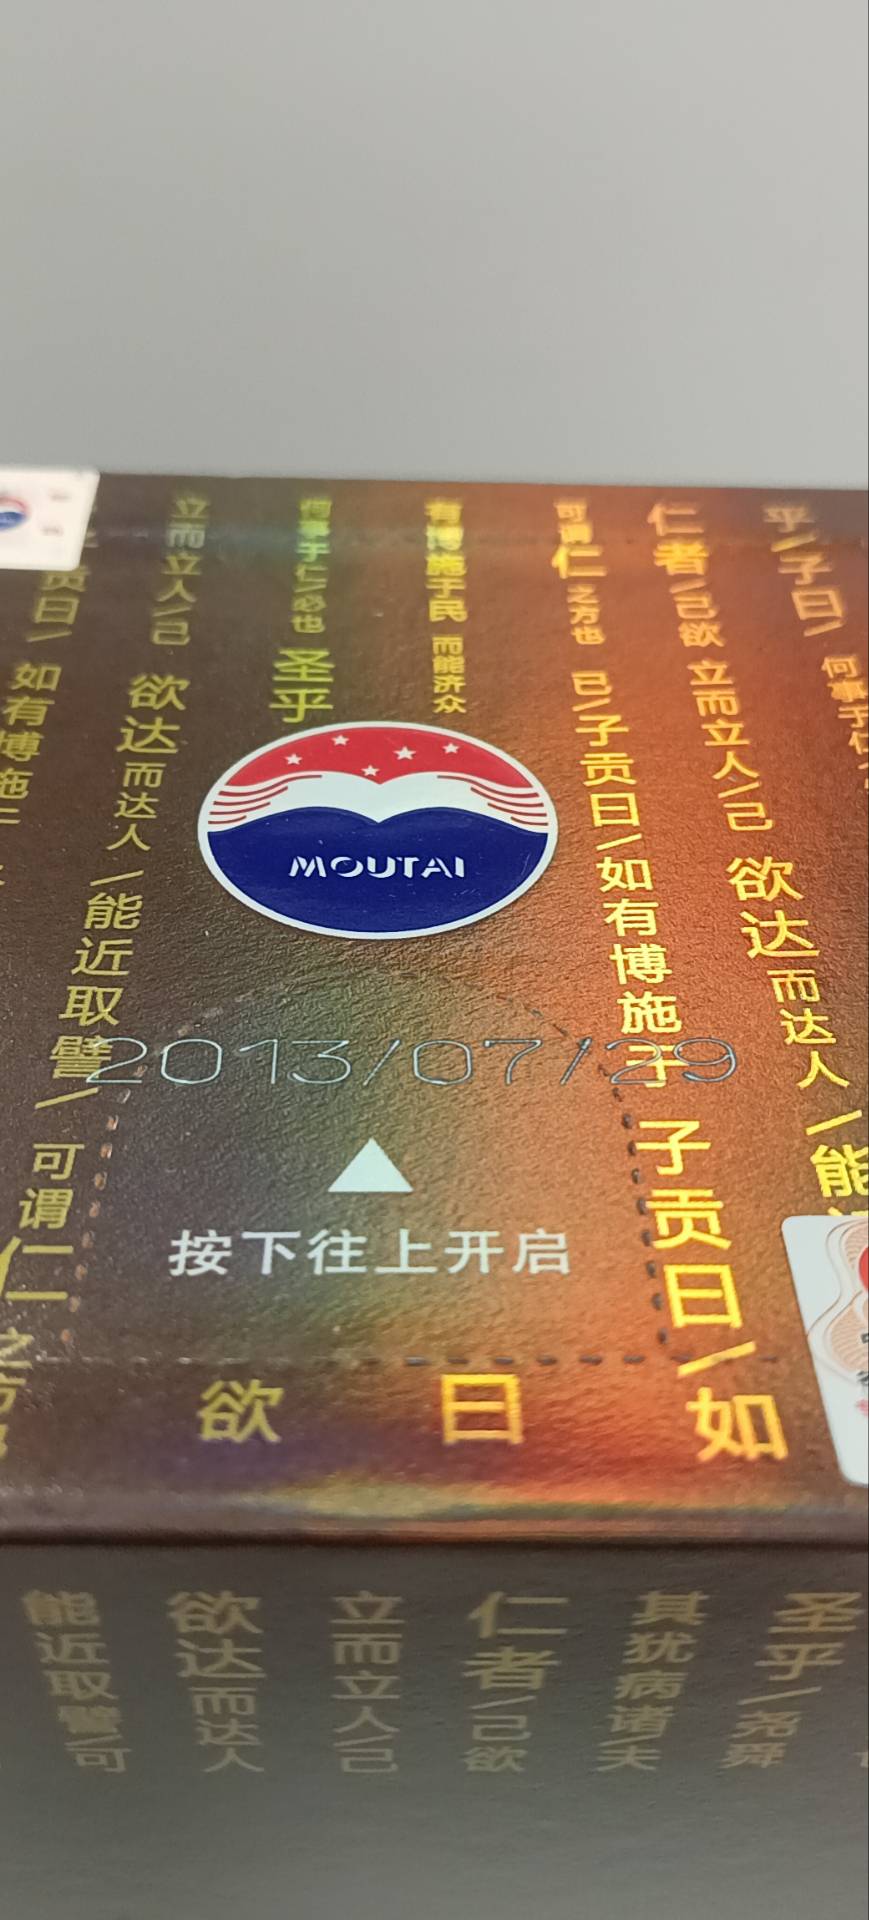 贡曰/
如有博施
立而立人/己
欲达而达人
/能近取譬/
可谓仁
何事于仁/必也
圣乎
有博施于民 而能济众
可谓仁之方也
已/子贡曰/如有博施于
子贡曰/如
仁者/己欲立而立人/己
欲达而达人/能
乎/子曰/
何事于仁
MOUTAI
2013/07/29
按下往上开启
欲 曰
能近取譬/可
欲达而达人
立而立人/己
仁者/己欲
其犹病诸/夫
圣乎/尧舜